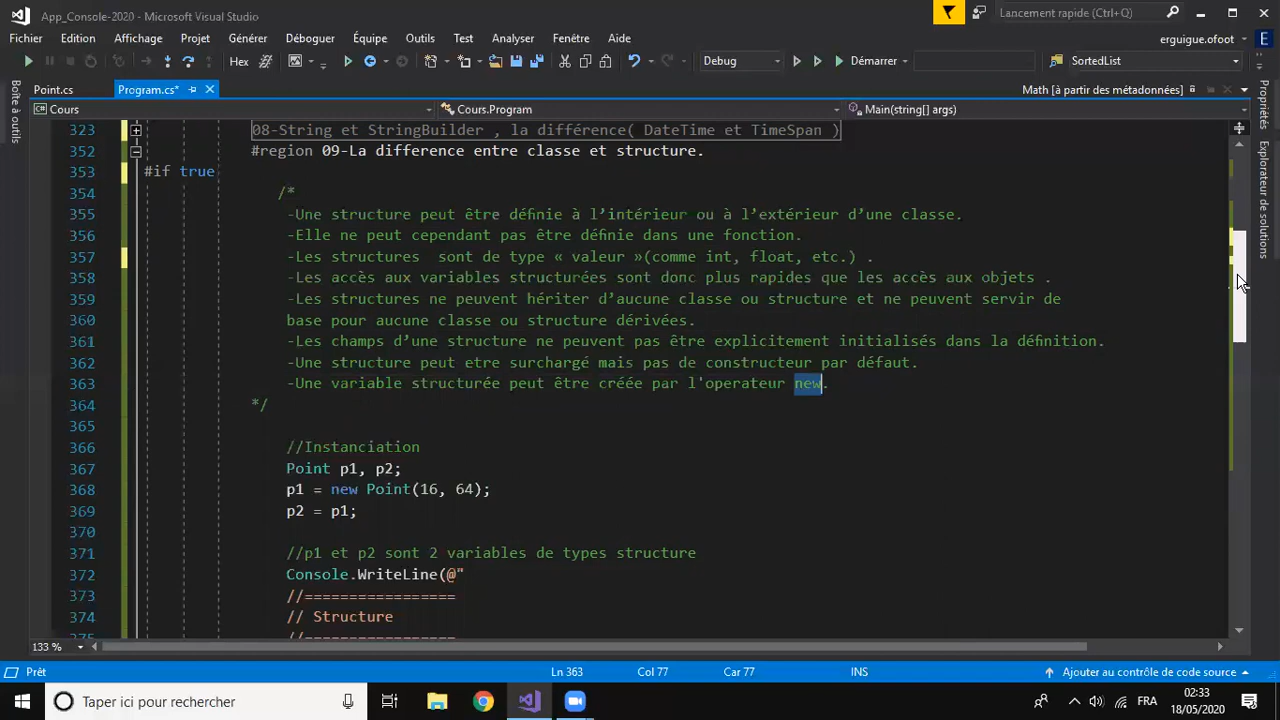 App_Console-2020 - Microsoft Visual Studio
Lancement rapide (Ctrl+Q)
Fichier Edition Affichage Projet Générer Déboguer Équipe Outils Test Analyser Fenêtre Aide
erguigue.ofoot E
Hex Debug Démarrer SortedList
Point.cs Program.cs* Math [à partir des métadonnées]
Cours Cours.Program Main(string[] args)
Boîte à outils
Propriétés
Explorateur de solutions
323 08-String et StringBuilder , la différence( DateTime et TimeSpan )
352 #region 09-La difference entre classe et structure.
353 #if true
354 /*
355 -Une structure peut être définie à l’intérieur ou à l’extérieur d’une classe.
356 -Elle ne peut cependant pas être définie dans une fonction.
357 -Les structures  sont de type « valeur »(comme int, float, etc.) .
358 -Les accès aux variables structurées sont donc plus rapides que les accès aux objets .
359 -Les structures ne peuvent hériter d’aucune classe ou structure et ne peuvent servir de
360 base pour aucune classe ou structure dérivées.
361 -Les champs d’une structure ne peuvent pas être explicitement initialisés dans la définition.
362 -Une structure peut etre surchargé mais pas de constructeur par défaut.
363 -Une variable structurée peut être créée par l'operateur new.
364 */
365
366 //Instanciation
367 Point p1, p2;
368 p1 = new Point(16, 64);
369 p2 = p1;
370
371 //p1 et p2 sont 2 variables de types structure
372 Console.WriteLine(@"
373 //=================
374 // Structure
375 //=================
133 %
Prêt Ln 363 Col 77 Car 77 INS Ajouter au contrôle de code source
Taper ici pour rechercher
FRA 02:33
18/05/2020